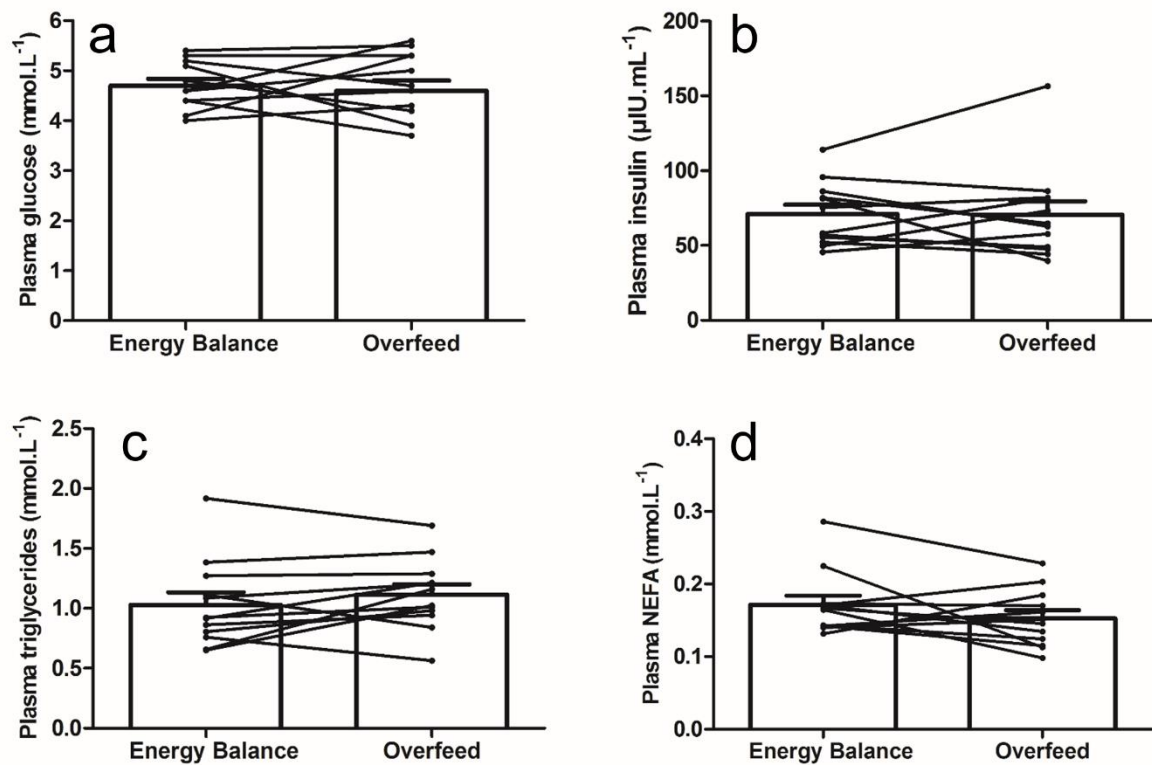 a
Plasma glucose (mmol.L⁻¹)
6
5
4
3
2
1
0
Energy Balance Overfeed
b
Plasma insulin (µIU.mL⁻¹)
200
150
100
50
0
Energy Balance Overfeed
c
Plasma triglycerides (mmol.L⁻¹)
2.5
2.0
1.5
1.0
0.5
0.0
Energy Balance Overfeed
d
Plasma NEFA (mmol.L⁻¹)
0.4
0.3
0.2
0.1
0.0
Energy Balance Overfeed